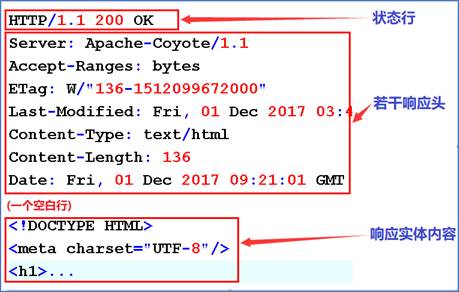 HTTP/1.1 200 OK
状态行
Server: Apache-Coyote/1.1
Accept-Ranges: bytes
ETag: W/"136-1512099672000"
Last-Modified: Fri, 01 Dec 2017 03:4
若干响应头
Content-Type: text/html
Content-Length: 136
Date: Fri, 01 Dec 2017 09:21:01 GMT
(一个空白行)
<!DOCTYPE HTML>
<meta charset="UTF-8"/>
响应实体内容
<h1>...